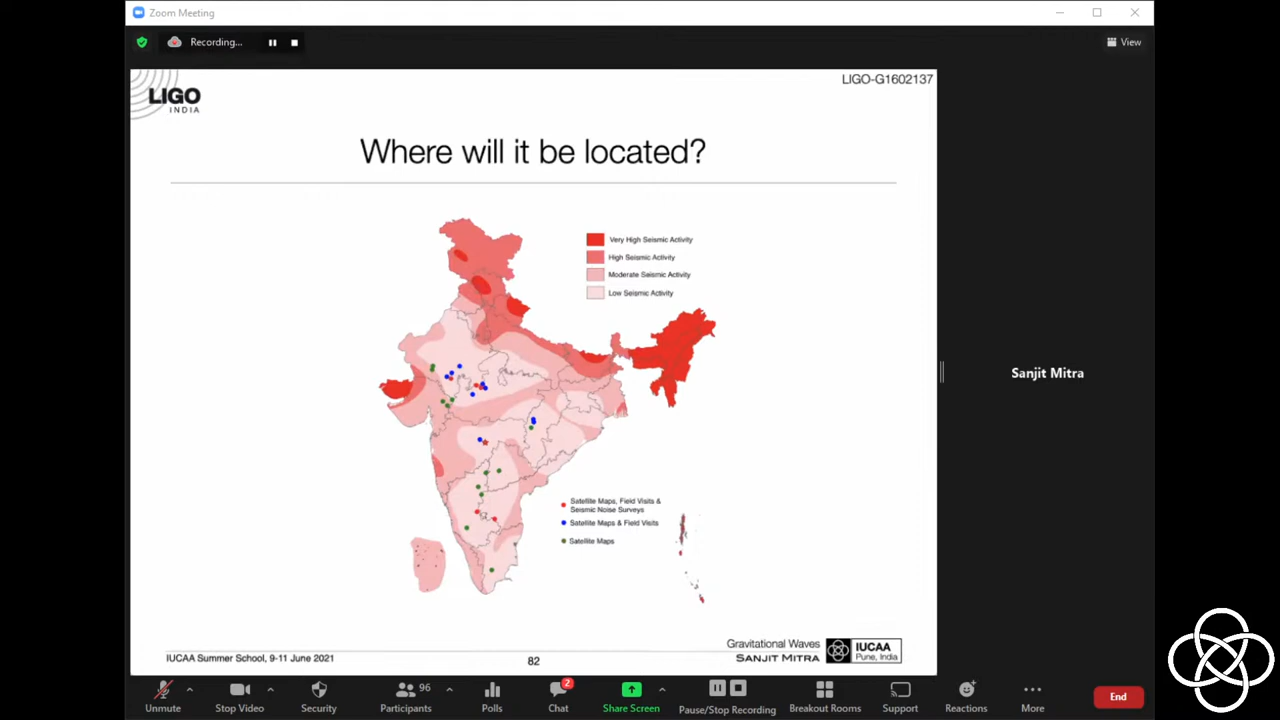 Zoom Meeting
Recording...
View
LIGO-G1602137
LIGO
INDIA
Where will it be located?
Very High Seismic Activity
High Seismic Activity
Moderate Seismic Activity
Low Seismic Activity
Sanjit Mitra
Satellite Maps, Field Visits &
Seismic Noise Surveys
Satellite Maps & Field Visits
Satellite Maps
Gravitational Waves
SANJIT MITRA
IUCAA
Pune, India
IUCAA Summer School, 9-11 June 2021
82
96
2
Unmute
Stop Video
Security
Participants
Polls
Chat
Share Screen
Pause/Stop Recording
Breakout Rooms
Support
Reactions
More
End